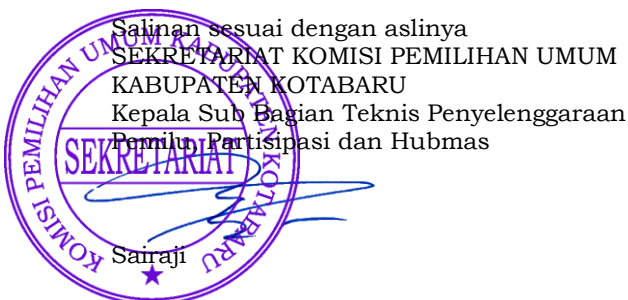 Salinan sesuai dengan aslinya
SEKRETARIAT KOMISI PEMILIHAN UMUM
KABUPATEN KOTABARU
Kepala Sub Bagian Teknis Penyelenggaraan
Pemilu, Partisipasi dan Hubmas
KOMISI PEMILIHAN UMUM KABUPATEN KOTABARU
SEKRETARIAT
Sairaji